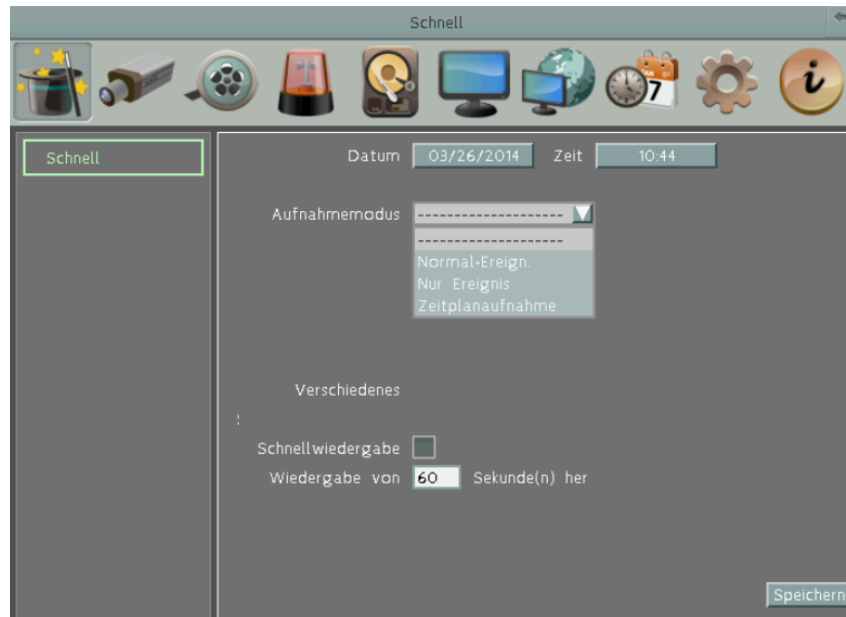 Schnell
7
i
Schnell
Datum 03/26/2014 Zeit 10:44
Aufnahmemodus --------------------
--------------------
Normal+Ereign.
Nur Ereignis
Zeitplanaufnahme
Verschiedenes
Schnellwiedergabe
Wiedergabe von 60 Sekunde(n) her
Speichern